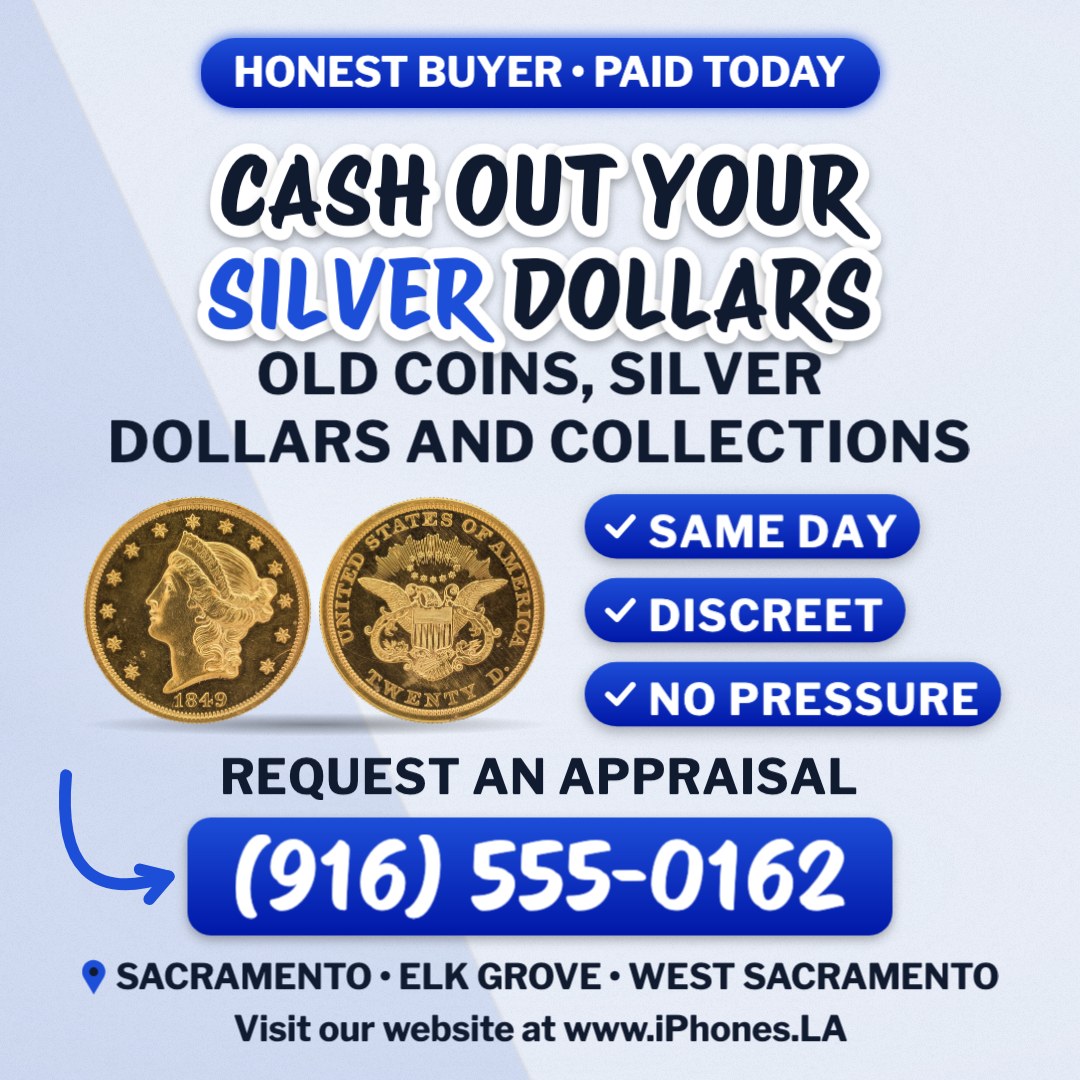 HONEST BUYER • PAID TODAY
CASH OUT YOUR
SILVER DOLLARS
OLD COINS, SILVER
DOLLARS AND COLLECTIONS
1849
UNITED STATES OF AMERICA
TWENTY D.
SAME DAY
DISCREET
NO PRESSURE
REQUEST AN APPRAISAL
(916) 555-0162
SACRAMENTO • ELK GROVE • WEST SACRAMENTO
Visit our website at www.iPhones.LA